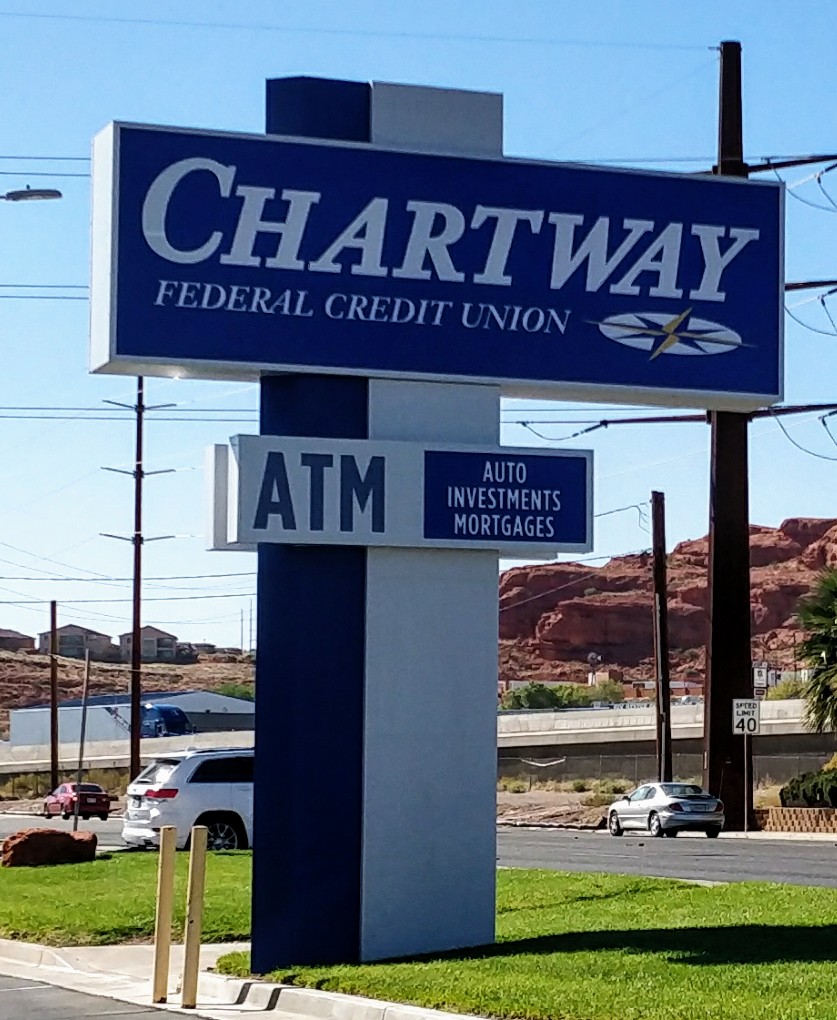 CHARTWAY
FEDERAL CREDIT UNION
ATM
AUTO
INVESTMENTS
MORTGAGES
SPEED
LIMIT
40